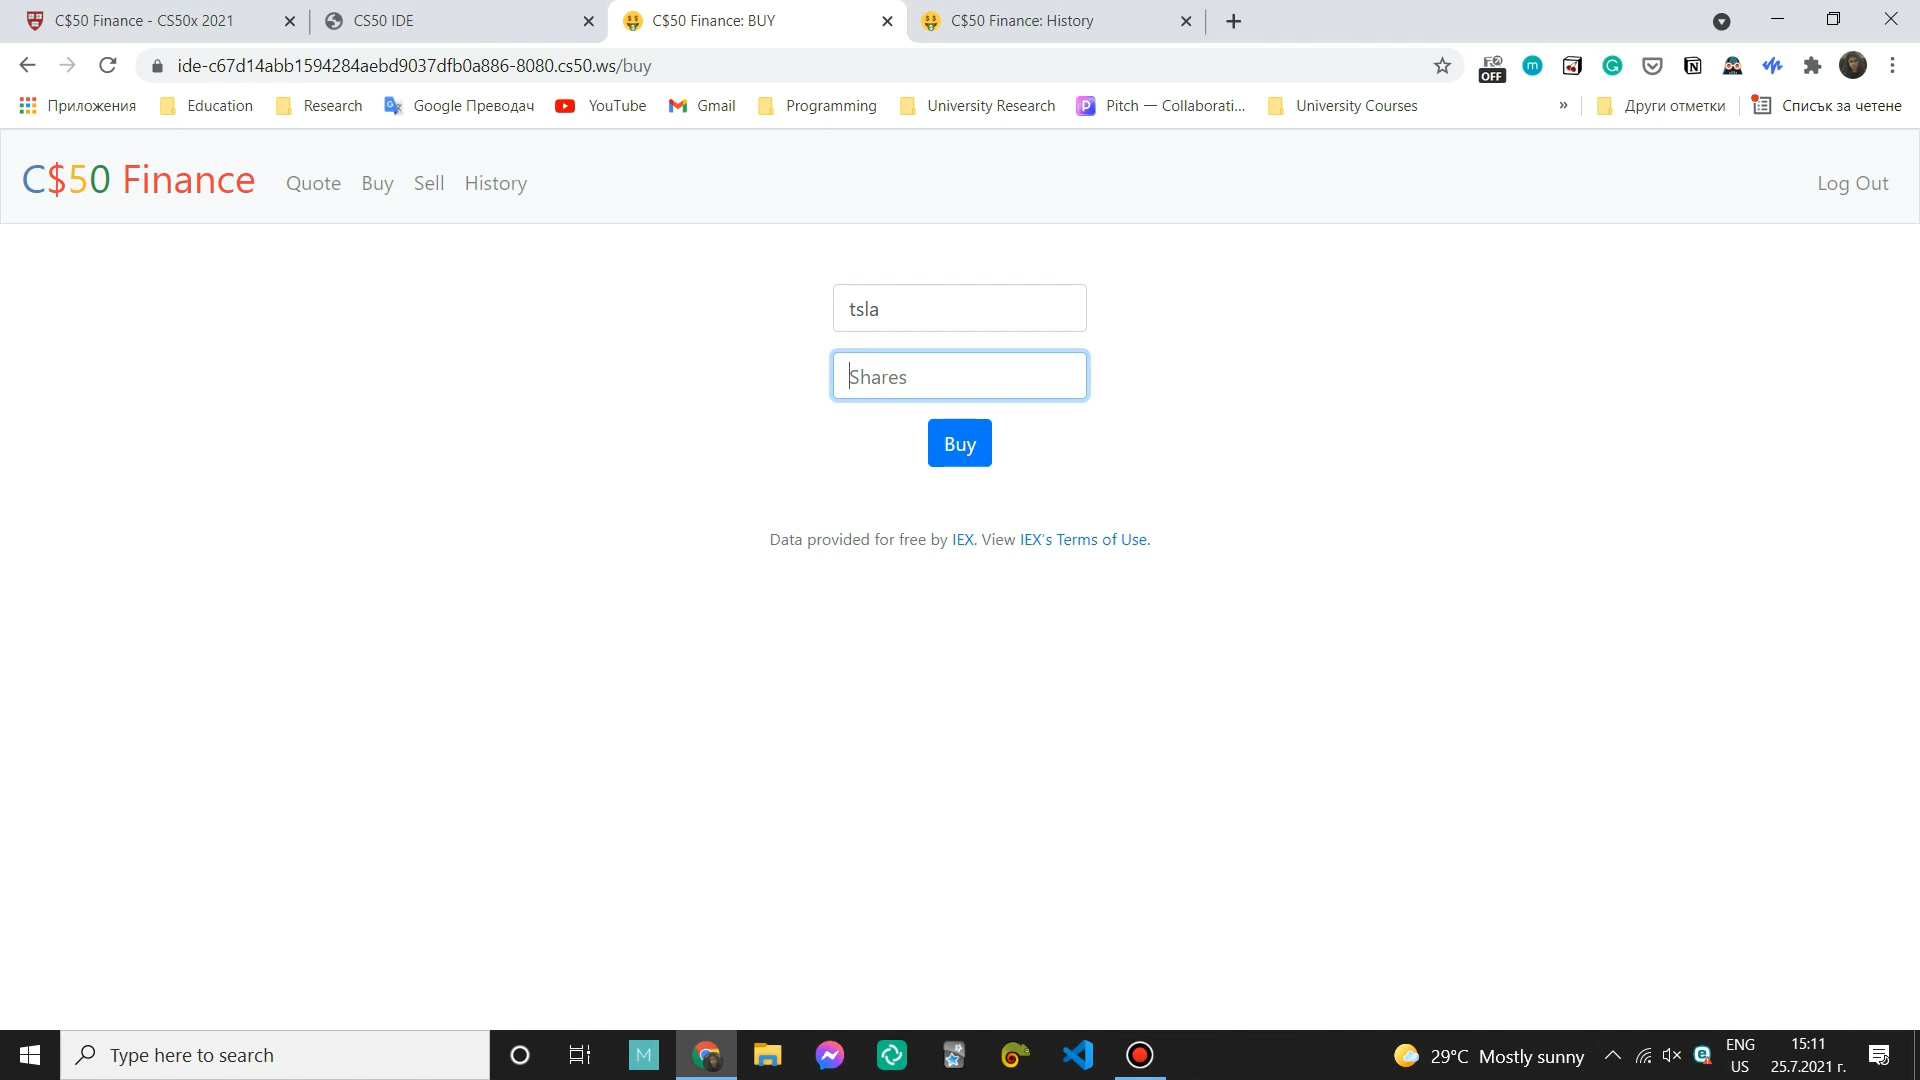 C$50 Finance - CS50x 2021
CS50 IDE
C$50 Finance: BUY
C$50 Finance: History
ide-c67d14abb1594284aebd9037dfb0a886-8080.cs50.ws/buy
OFF
Приложения
Education
Research
Google Преводач
YouTube
Gmail
Programming
University Research
Pitch — Collaborati...
University Courses
»
Други отметки
Списък за четене
C$50 Finance
Quote
Buy
Sell
History
Log Out
tsla
Shares
Buy
Data provided for free by IEX. View IEX's Terms of Use.
Type here to search
M
29°C Mostly sunny
ENG
US
15:11
25.7.2021 г.